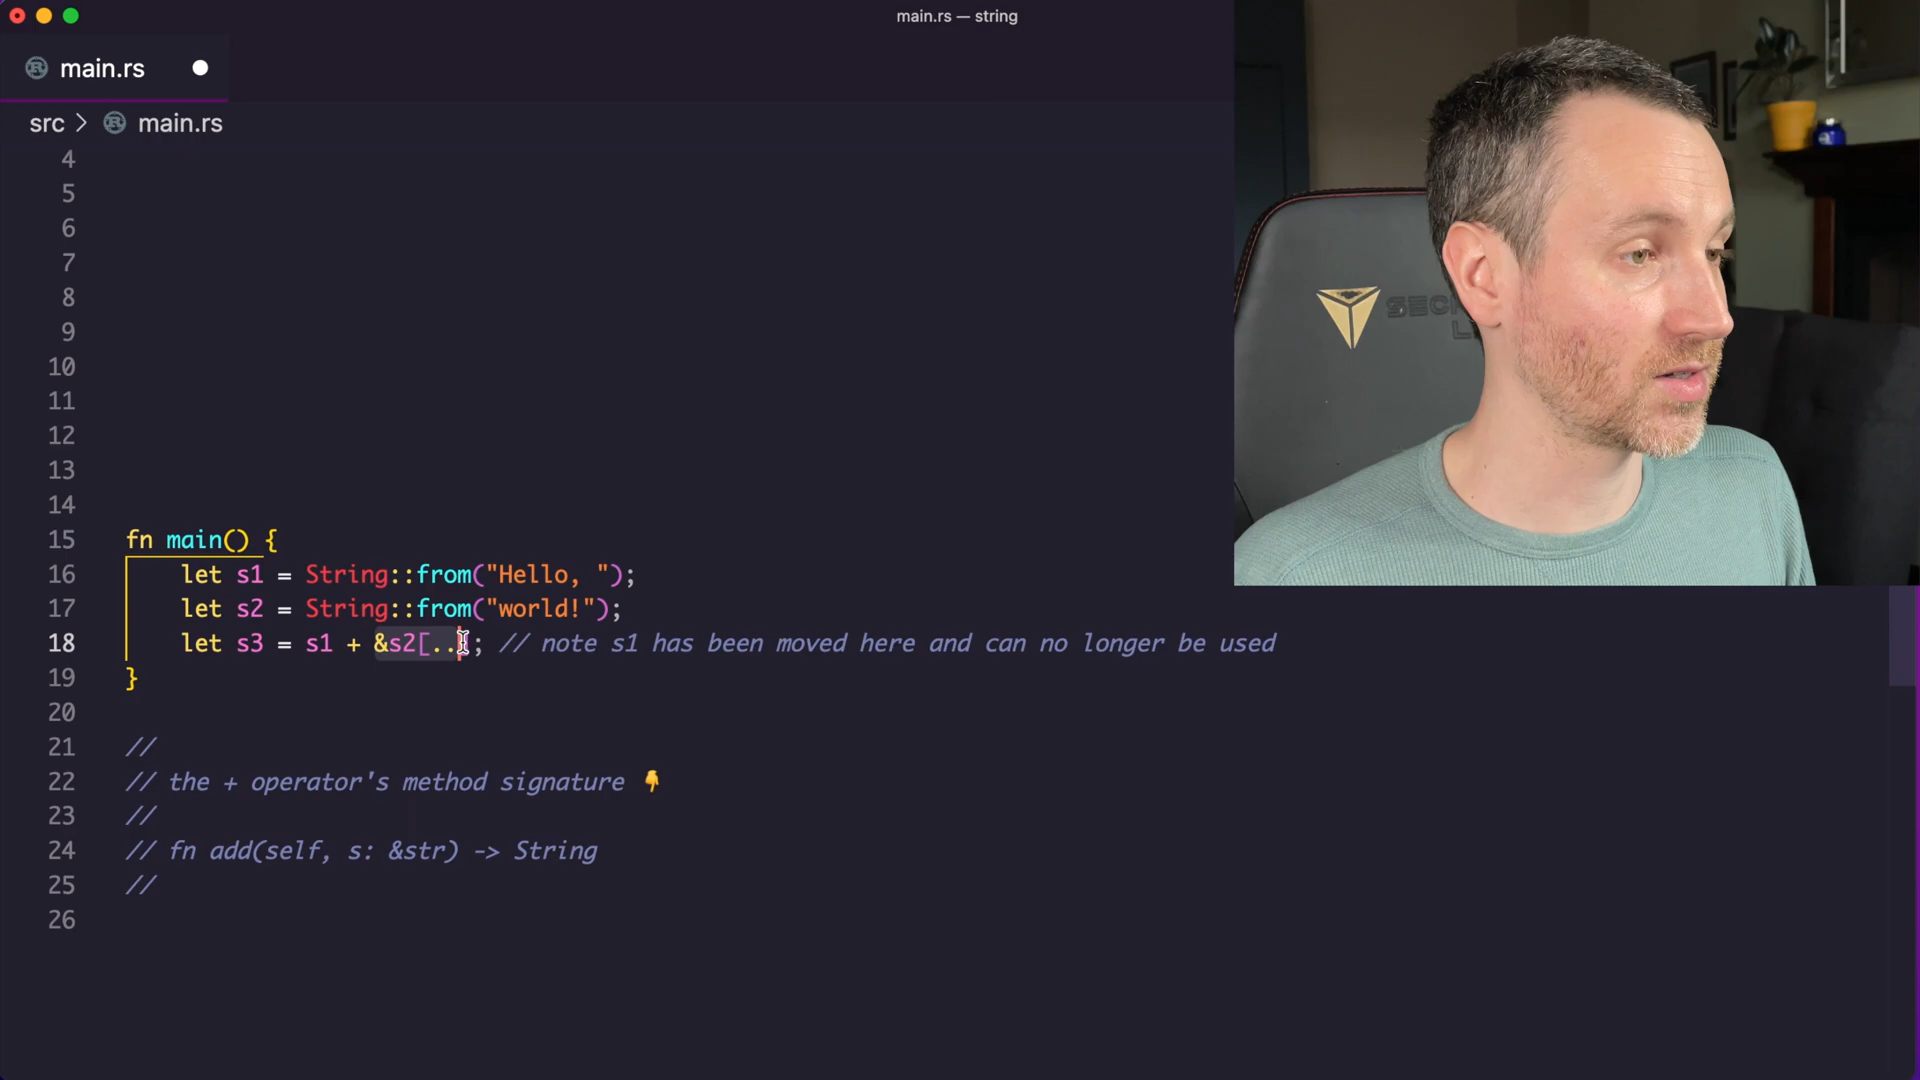 main.rs — string
main.rs
src > main.rs
4
5
6
7
8
9
10
11
12
13
14
15 fn main() {
16 let s1 = String::from("Hello, ");
17 let s2 = String::from("world!");
18 let s3 = s1 + &s2[..]; // note s1 has been moved here and can no longer be used
19 }
20
21 //
22 // the + operator's method signature 👇
23 //
24 // fn add(self, s: &str) -> String
25 //
26